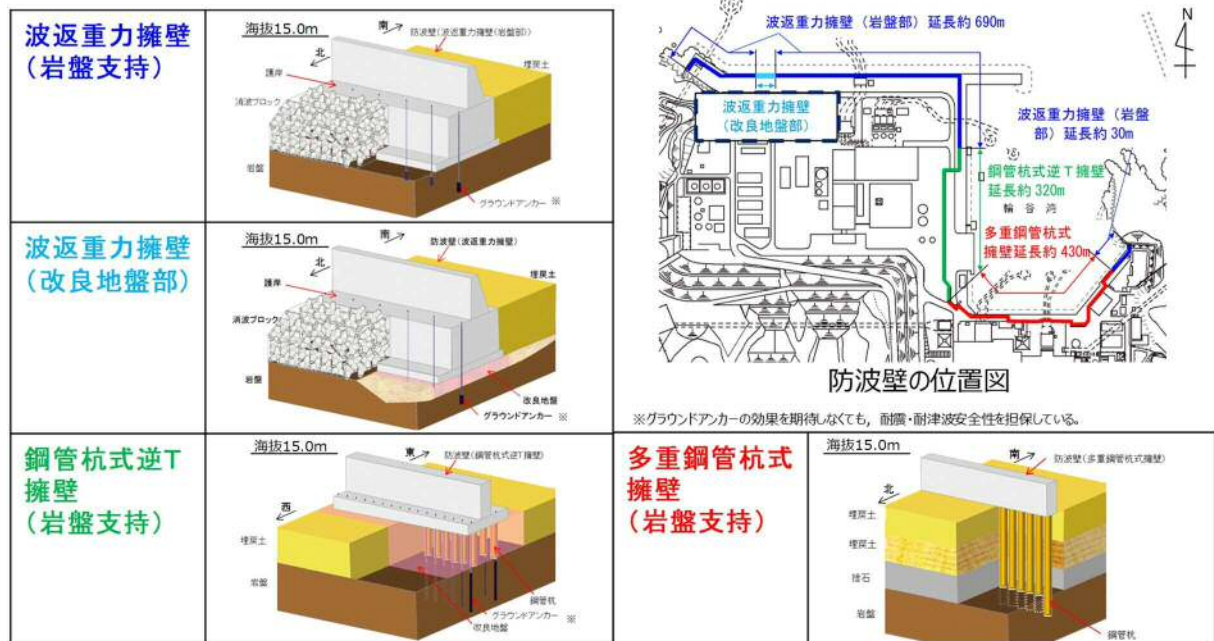 波返重力擁壁
(岩盤支持)
海抜15.0m
南
防波壁(波返重力擁壁(岩盤部))
北
埋戻土
護岸
消波ブロック
岩盤
グラウンドアンカー ※
波返重力擁壁
(改良地盤部)
海抜15.0m
南
防波壁(波返重力擁壁)
北
埋戻土
護岸
消波ブロック
岩盤
改良地盤
グラウンドアンカー ※
鋼管杭式逆T
擁壁
(岩盤支持)
海抜15.0m
東
防波壁(鋼管杭式逆T擁壁)
西
埋戻土
岩盤
鋼管杭
グラウンドアンカー ※
改良地盤
波返重力擁壁(岩盤部)延長約690m
N
波返重力擁壁
(改良地盤部)
波返重力擁壁(岩盤
部)延長約30m
鋼管杭式逆T擁壁
延長約320m
輪谷湾
多重鋼管杭式
擁壁延長約430m
防波壁の位置図
※グラウンドアンカーの効果を期待しなくても,耐震・耐津波安全性を担保している。
多重鋼管杭式
擁壁
(岩盤支持)
海抜15.0m
南
防波壁(多重鋼管杭式擁壁)
北
埋戻土
埋戻土
捨石
岩盤
鋼管杭